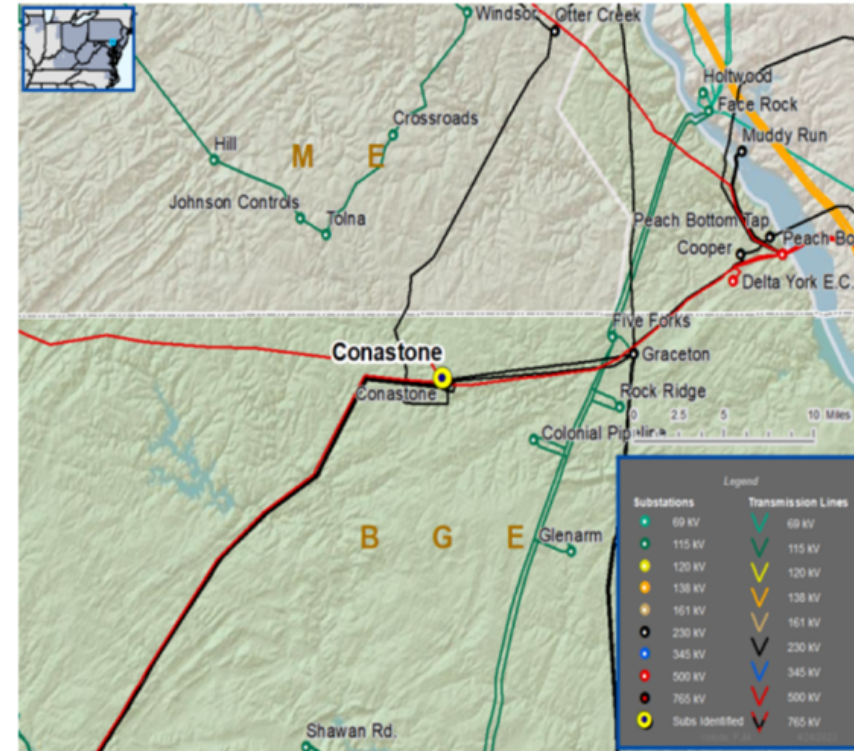 Windsor
Otter Creek
Holtwood
Face Rock
Crossroads
Muddy Run
Hill
M E
Johnson Controls
Tolna
Peach Bottom Tap
Peach Bo
Cooper
Delta York E.C.
Five Forks
Conastone
Graceton
Conastone
Rock Ridge
0 2.5 5 10 Miles
Colonial Pipeline
B G E
Glenarm
Shawan Rd.
Legend
Substations Transmission Lines
69 kV 69 kV
115 kV 115 kV
120 kV 120 kV
138 kV 138 kV
161 kV 161 kV
230 kV 230 kV
345 kV 345 kV
500 kV 500 kV
765 kV 765 kV
Subs Identified